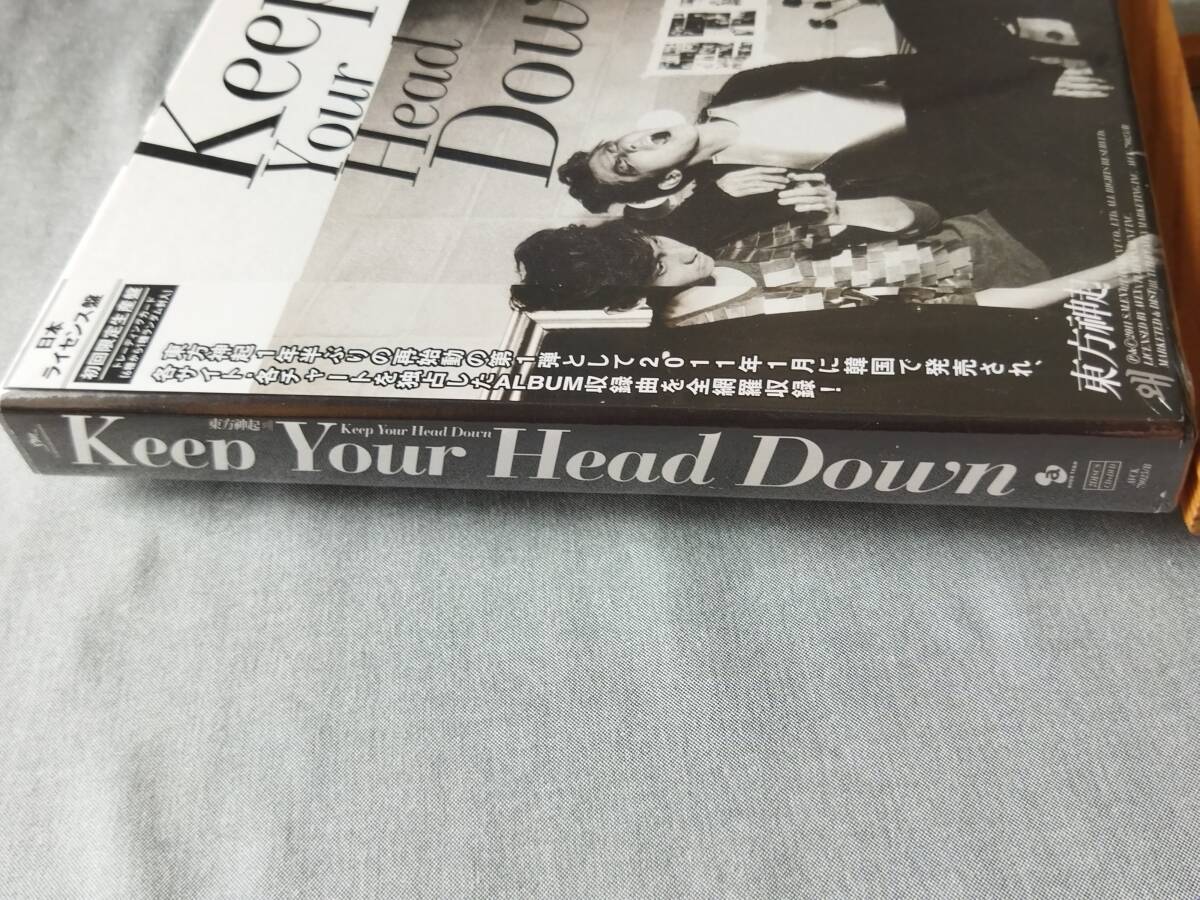 Keep
Your
Head
Down
日本
ライセンス盤
初回限定生産盤
東方神起1年半ぶりの再始動の第1弾として2011年1月に韓国で発売され、
各サイト・各チャートを独占したALBUM収録曲を全網羅収録!
東方神起
왜
東方神起
Keep Your Head Down
Keep Your Head Down
a
2DISCS
CD+DVD